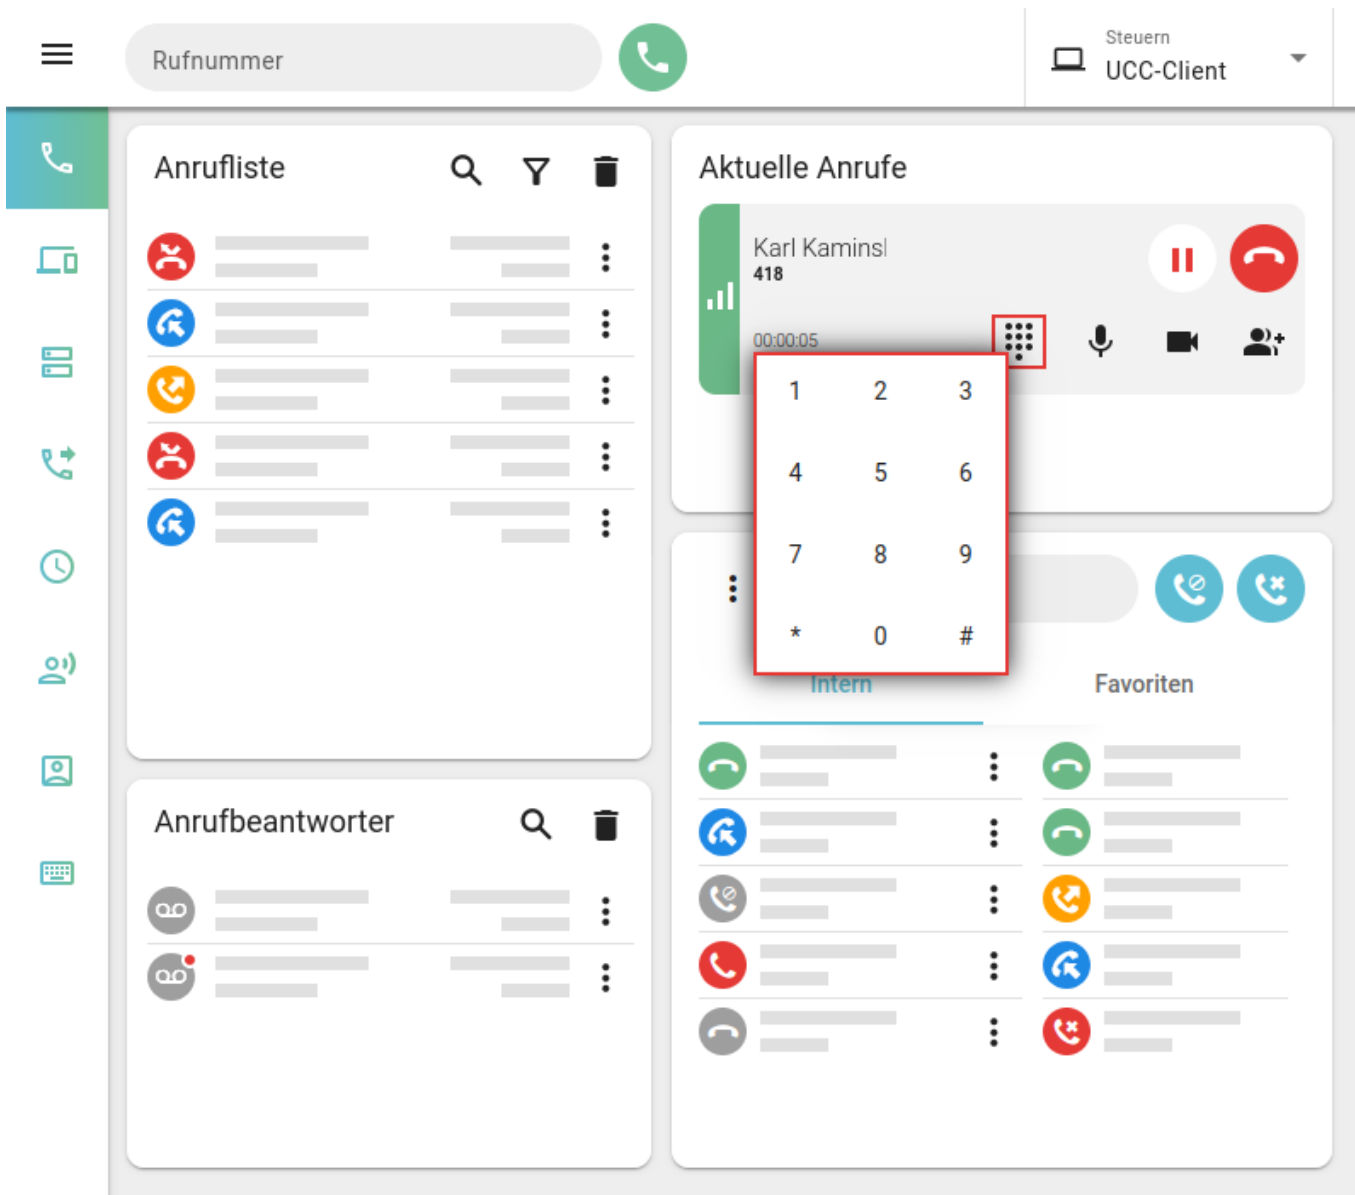 Rufnummer
Steuern
UCC-Client
Anrufliste
Aktuelle Anrufe
Karl Kaminsl
418
00:00:05
1 2 3
4 5 6
7 8 9
* 0 #
Intern
Favoriten
Anrufbeantworter